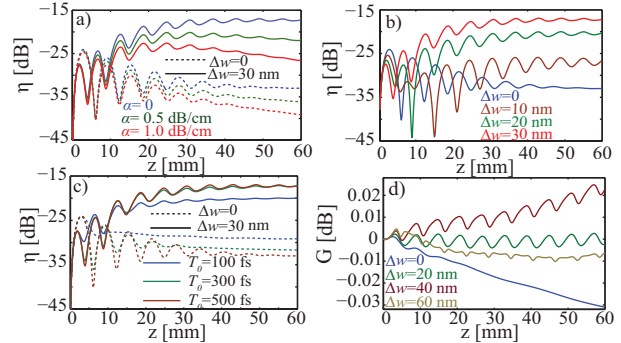 a)
η [dB]
−15
−25
−35
−45
Δw=0
Δw=30 nm
α= 0
α= 0.5 dB/cm
α= 1.0 dB/cm
0 10 20 30 40 50 60
z [mm]
b)
η [dB]
−15
−25
−35
−45
Δw=0
Δw=10 nm
Δw=20 nm
Δw=30 nm
0 10 20 30 40 50 60
z [mm]
c)
η [dB]
−15
−25
−35
−45
Δw=0
Δw=30 nm
T0=100 fs
T0=300 fs
T0=500 fs
0 10 20 30 40 50 60
z [mm]
d)
G [dB]
0.02
0.01
0
−0.01
−0.02
−0.03
Δw=0
Δw=20 nm
Δw=40 nm
Δw=60 nm
0 10 20 30 40 50 60
z [mm]